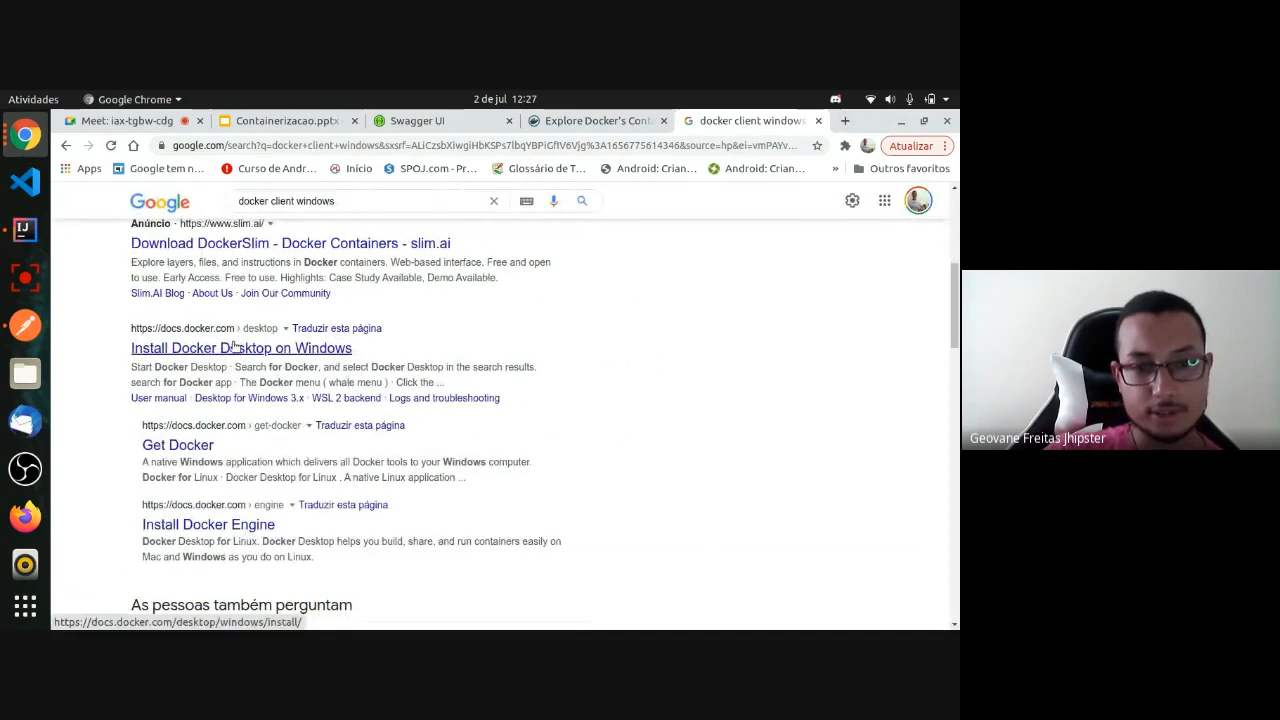 Atividades
Google Chrome
2 de jul 12:27
Meet: iax-tgbw-cdg
Containerizacao.pptx
Swagger UI
Explore Docker's Cont
docker client windows
google.com/search?q=docker+client+windows&sxsrf=ALiCzsbXiwgiHbKSPs7lbqYBPiGfIV6Vjg%3A1656775614346&source=hp&ei=vmPAYv...
Atualizar
Apps
Google tem n...
Curso de Andr...
Início
SPOJ.com - Pr...
Glossário de T...
Android: Crian...
Android: Crian...
»
Outros favoritos
Google
docker client windows
Anúncio · https://www.slim.ai/
Download DockerSlim - Docker Containers - slim.ai
Explore layers, files, and instructions in Docker containers. Web-based interface. Free and open
to use. Early Access. Free to use. Highlights: Case Study Available, Demo Available.
Slim.AI Blog · About Us · Join Our Community
https://docs.docker.com › desktop Traduzir esta página
Install Docker Desktop on Windows
Start Docker Desktop · Search for Docker, and select Docker Desktop in the search results.
search for Docker app · The Docker menu ( whale menu ) · Click the ...
User manual · Desktop for Windows 3.x · WSL 2 backend · Logs and troubleshooting
https://docs.docker.com › get-docker Traduzir esta página
Get Docker
A native Windows application which delivers all Docker tools to your Windows computer.
Docker for Linux · Docker Desktop for Linux . A native Linux application ...
https://docs.docker.com › engine Traduzir esta página
Install Docker Engine
Docker Desktop for Linux. Docker Desktop helps you build, share, and run containers easily on
Mac and Windows as you do on Linux.
As pessoas também perguntam
https://docs.docker.com/desktop/windows/install/
Geovane Freitas Jhipster